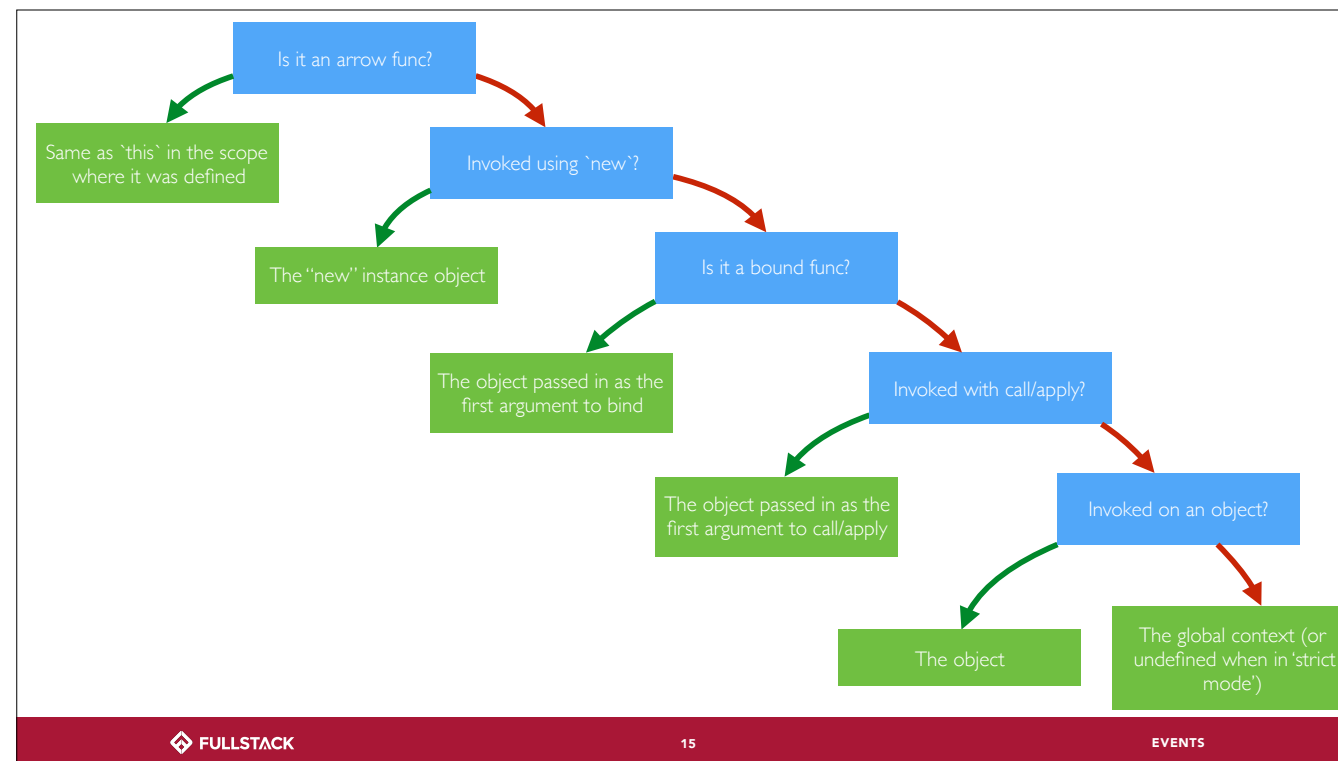 Is it an arrow func?
Same as `this` in the scope
where it was defined
Invoked using `new`?
The “new” instance object
Is it a bound func?
The object passed in as the
first argument to bind
Invoked with call/apply?
The object passed in as the
first argument to call/apply
Invoked on an object?
The object
The global context (or
undefined when in ‘strict
mode’)
FULLSTACK
15
EVENTS